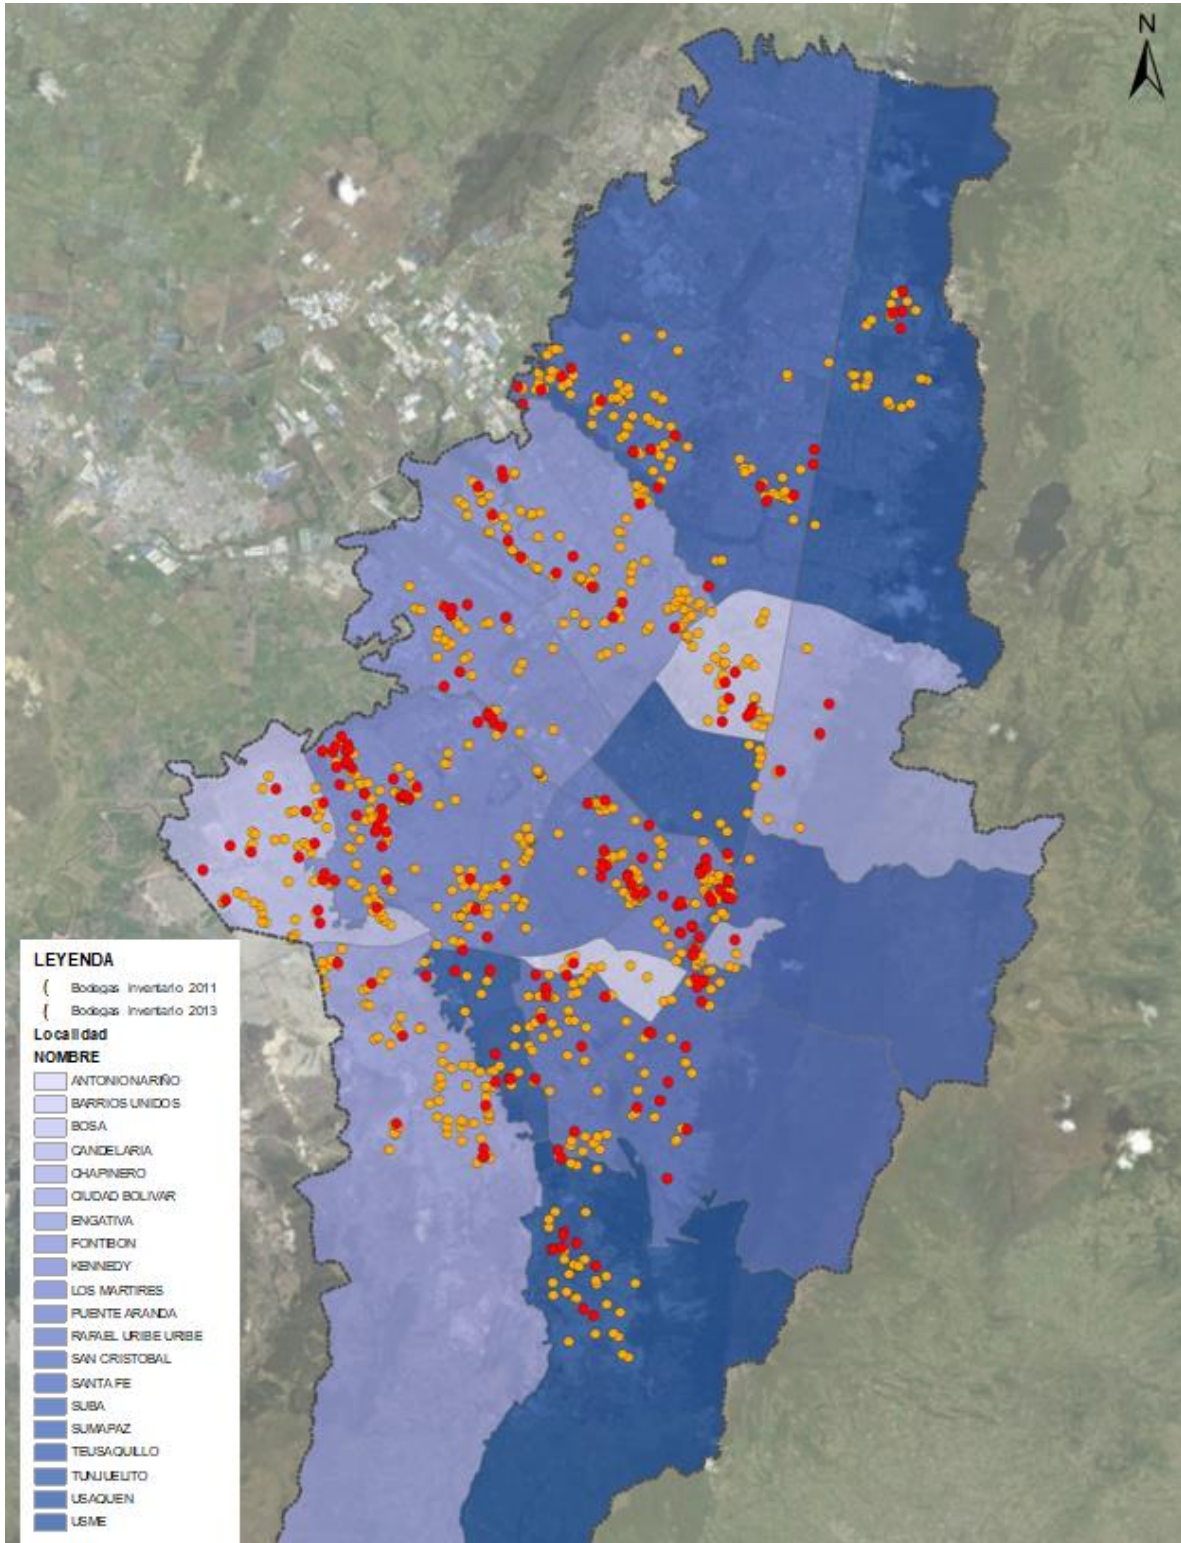 N
LEYENDA
( Bodegas Inventario 2011
( Bodegas Inventario 2013
Localidad
NOMBRE
ANTONIO NARIÑO
BARRIOS UNIDOS
BOSA
CANDELARIA
CHAPINERO
CIUDAD BOLIVAR
ENGATIVA
FONTIBON
KENNEDY
LOS MARTIRES
PUENTE ARANDA
RAFAEL URIBE URIBE
SAN CRISTOBAL
SANTA FE
SUBA
SUMAPAZ
TEUSAQUILLO
TUNJUELITO
USAQUEN
USME